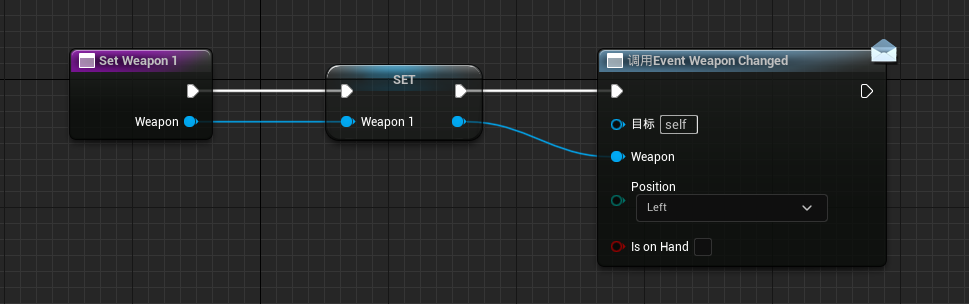 Set Weapon 1
Weapon
SET
Weapon 1
调用Event Weapon Changed
目标 self
Weapon
Position
Left
Is on Hand